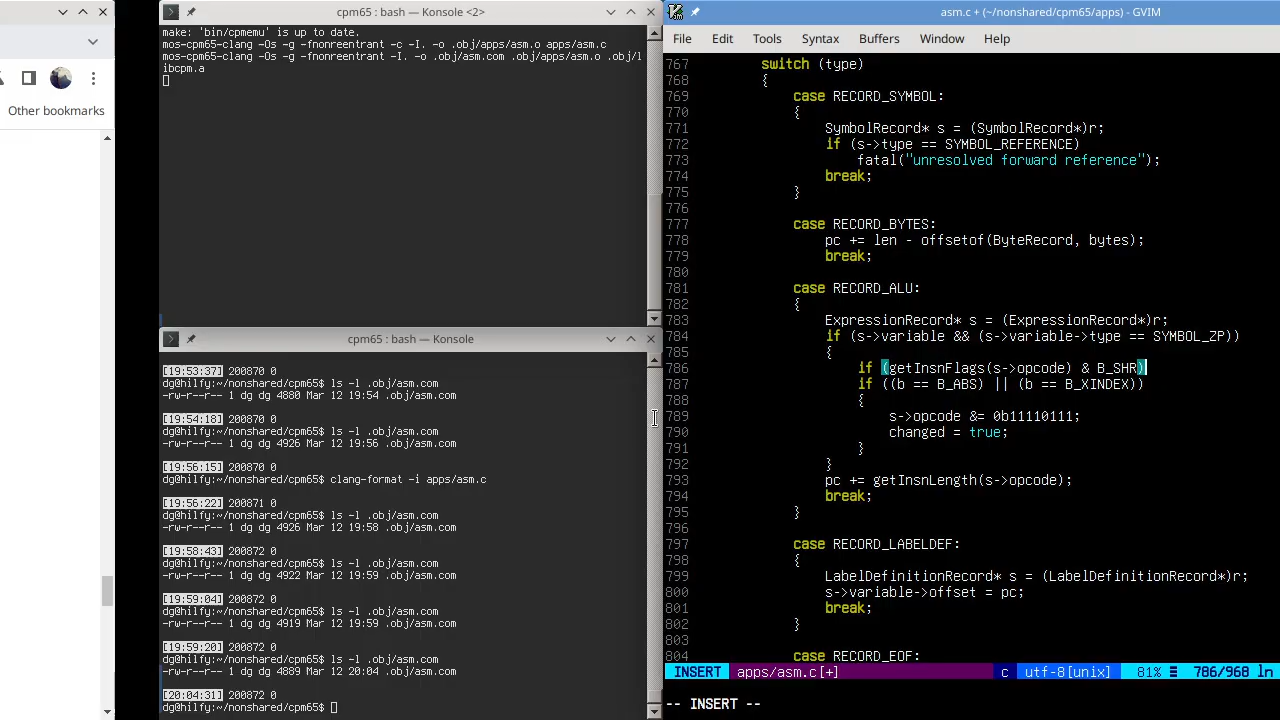 Other bookmarks
cpm65 : bash — Konsole <2>
make: 'bin/cpmemu' is up to date.
mos-cpm65-clang -Os -g -fnonreentrant -c -I. -o .obj/apps/asm.o apps/asm.c
mos-cpm65-clang -Os -g -fnonreentrant -I. -o .obj/asm.com .obj/apps/asm.o .obj/l
ibcpm.a
cpm65 : bash — Konsole
[19:53:37] 200870 0
dg@hilfy:~/nonshared/cpm65$ ls -l .obj/asm.com
-rw-r--r-- 1 dg dg 4880 Mar 12 19:54 .obj/asm.com
[19:54:18] 200870 0
dg@hilfy:~/nonshared/cpm65$ ls -l .obj/asm.com
-rw-r--r-- 1 dg dg 4926 Mar 12 19:56 .obj/asm.com
[19:56:15] 200870 0
dg@hilfy:~/nonshared/cpm65$ clang-format -i apps/asm.c
[19:56:22] 200871 0
dg@hilfy:~/nonshared/cpm65$ ls -l .obj/asm.com
-rw-r--r-- 1 dg dg 4926 Mar 12 19:58 .obj/asm.com
[19:58:43] 200872 0
dg@hilfy:~/nonshared/cpm65$ ls -l .obj/asm.com
-rw-r--r-- 1 dg dg 4922 Mar 12 19:59 .obj/asm.com
[19:59:04] 200872 0
dg@hilfy:~/nonshared/cpm65$ ls -l .obj/asm.com
-rw-r--r-- 1 dg dg 4919 Mar 12 19:59 .obj/asm.com
[19:59:20] 200872 0
dg@hilfy:~/nonshared/cpm65$ ls -l .obj/asm.com
-rw-r--r-- 1 dg dg 4889 Mar 12 20:04 .obj/asm.com
[20:04:31] 200872 0
dg@hilfy:~/nonshared/cpm65$
asm.c + (~/nonshared/cpm65/apps) - GVIM
File Edit Tools Syntax Buffers Window Help
767 switch (type)
768 {
769 case RECORD_SYMBOL:
770 {
771 SymbolRecord* s = (SymbolRecord*)r;
772 if (s->type == SYMBOL_REFERENCE)
773 fatal("unresolved forward reference");
774 break;
775 }
776
777 case RECORD_BYTES:
778 pc += len - offsetof(ByteRecord, bytes);
779 break;
780
781 case RECORD_ALU:
782 {
783 ExpressionRecord* s = (ExpressionRecord*)r;
784 if (s->variable && (s->variable->type == SYMBOL_ZP))
785 {
786 if (getInsnFlags(s->opcode) & B_SHR)
787 if ((b == B_ABS) || (b == B_XINDEX))
788 {
789 s->opcode &= 0b11110111;
790 changed = true;
791 }
792 }
793 pc += getInsnLength(s->opcode);
794 break;
795 }
796
797 case RECORD_LABELDEF:
798 {
799 LabelDefinitionRecord* s = (LabelDefinitionRecord*)r;
800 s->variable->offset = pc;
801 break;
802 }
803
804 case RECORD_EOF:
INSERT apps/asm.c[+] c utf-8[unix] 81% ☰ 786/968 ln
-- INSERT --